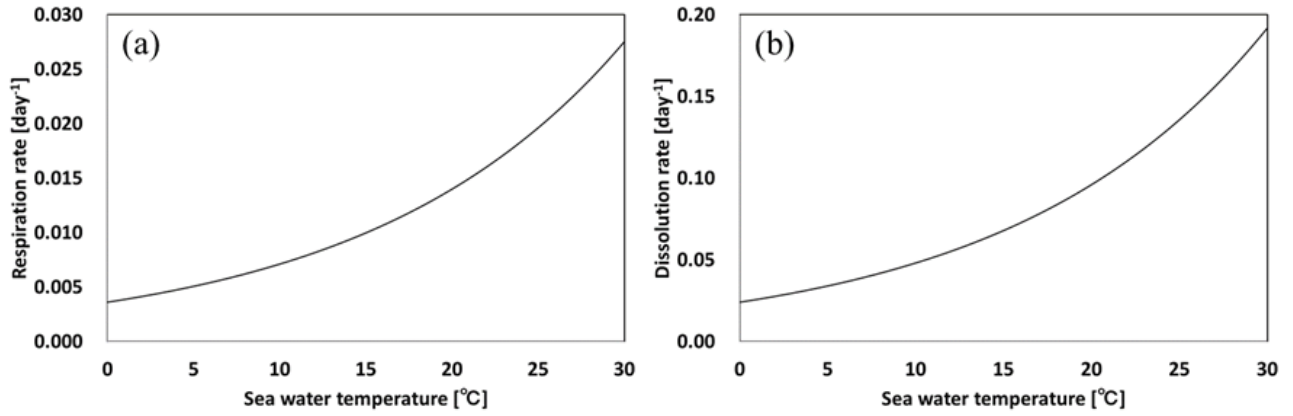 (a)
Respiration rate [day-1]
0.030
0.025
0.020
0.015
0.010
0.005
0.000
0 5 10 15 20 25 30
Sea water temperature [℃]
(b)
Dissolution rate [day-1]
0.20
0.15
0.10
0.05
0.00
0 5 10 15 20 25 30
Sea water temperature [℃]